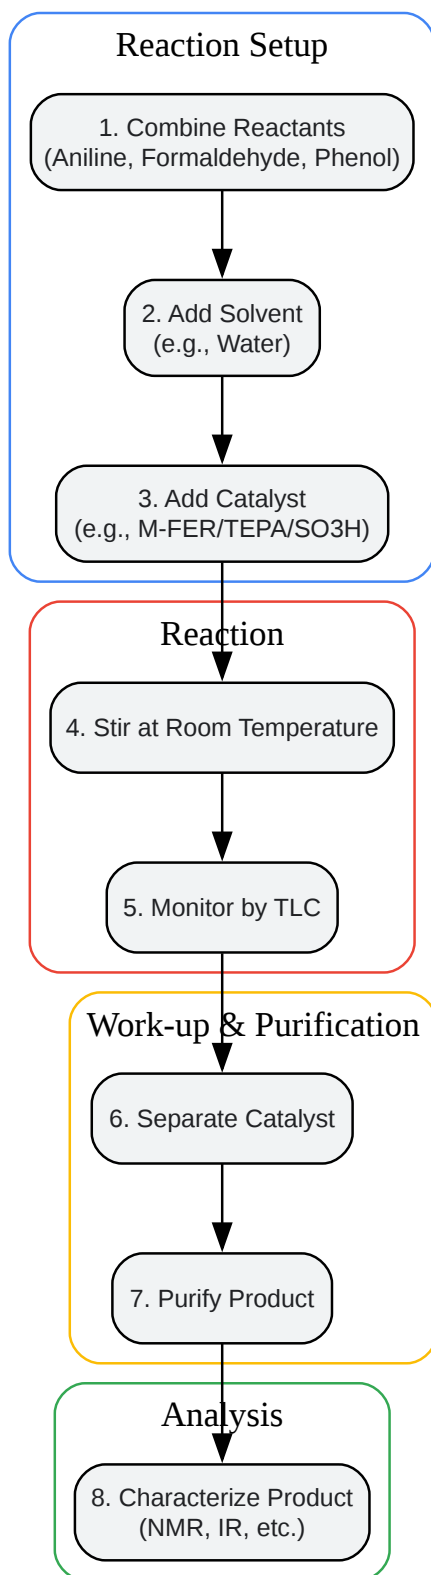 Reaction Setup
1. Combine Reactants
(Aniline, Formaldehyde, Phenol)
2. Add Solvent
(e.g., Water)
3. Add Catalyst
(e.g., M-FER/TEPA/SO3H)
Reaction
4. Stir at Room Temperature
5. Monitor by TLC
Work-up & Purification
6. Separate Catalyst
7. Purify Product
Analysis
8. Characterize Product
(NMR, IR, etc.)